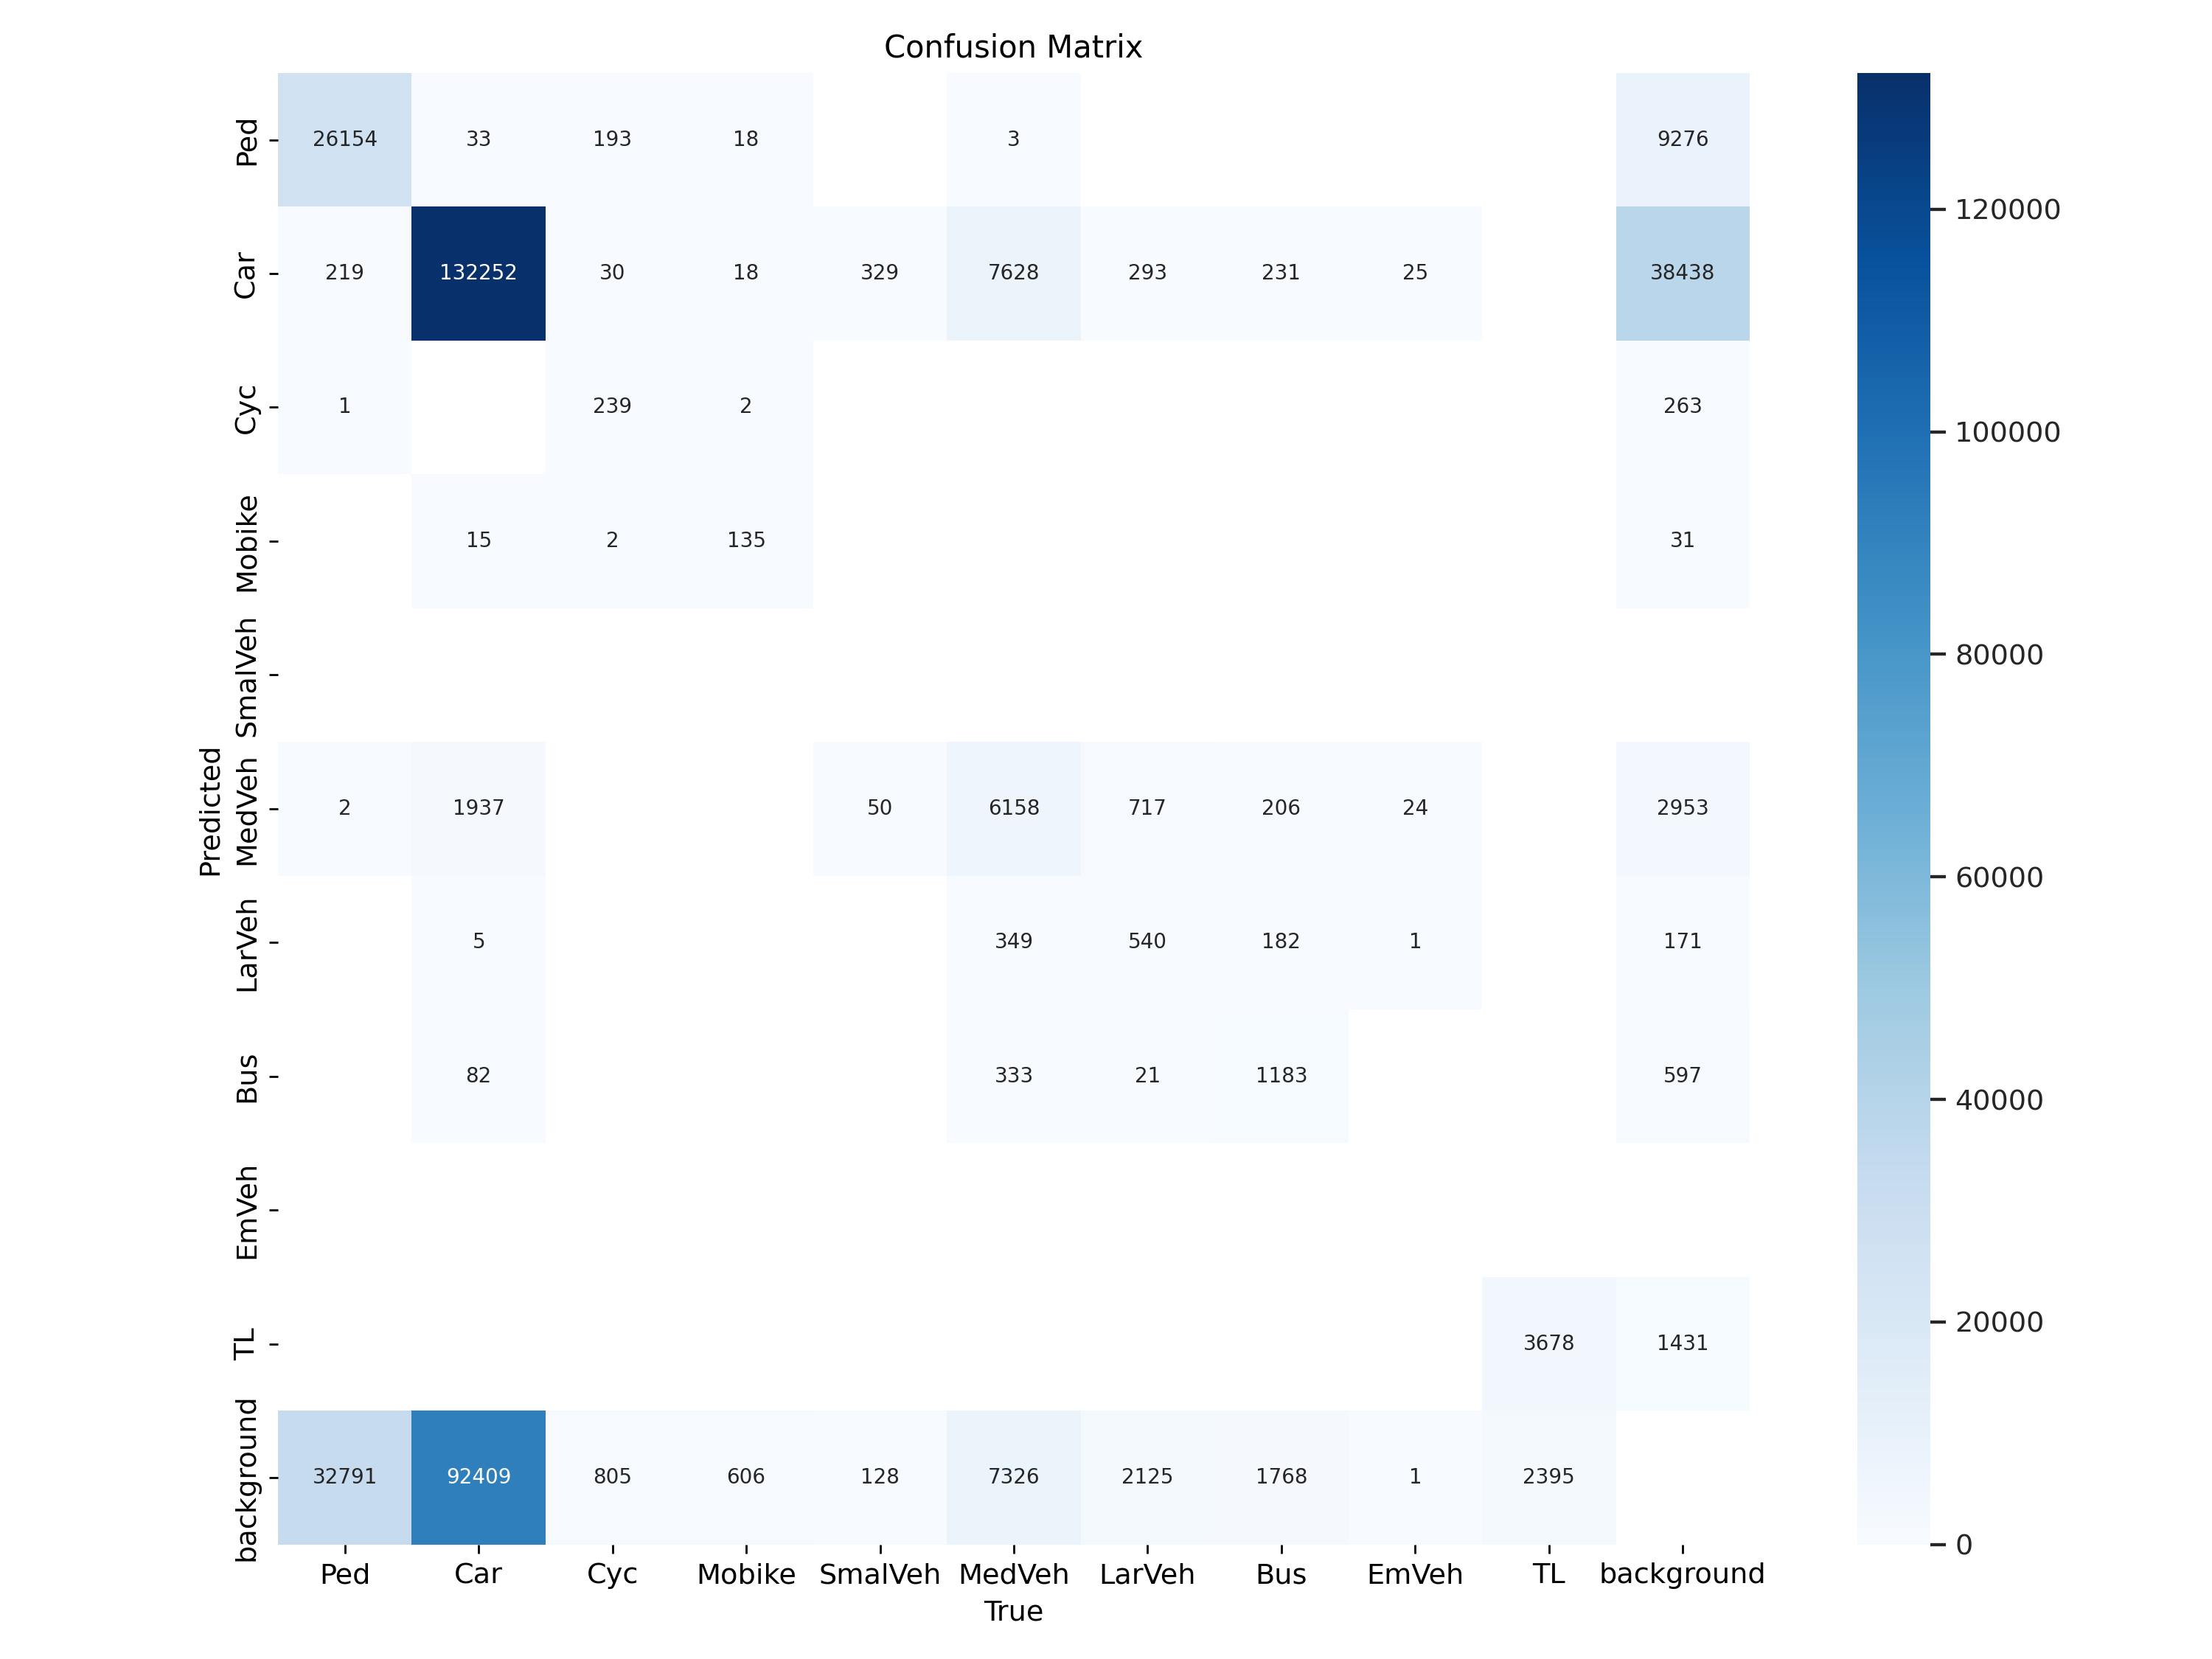 Confusion Matrix
Ped 26154 33 193 18 3 9276
Car 219 132252 30 18 329 7628 293 231 25 38438
Cyc 1 239 2 263
Mobike 15 2 135 31
SmalVeh
MedVeh 2 1937 50 6158 717 206 24 2953
LarVeh 5 349 540 182 1 171
Bus 82 333 21 1183 597
EmVeh
TL 3678 1431
background 32791 92409 805 606 128 7326 2125 1768 1 2395
Predicted
Ped Car Cyc Mobike SmalVeh MedVeh LarVeh Bus EmVeh TL background
True
120000
100000
80000
60000
40000
20000
0